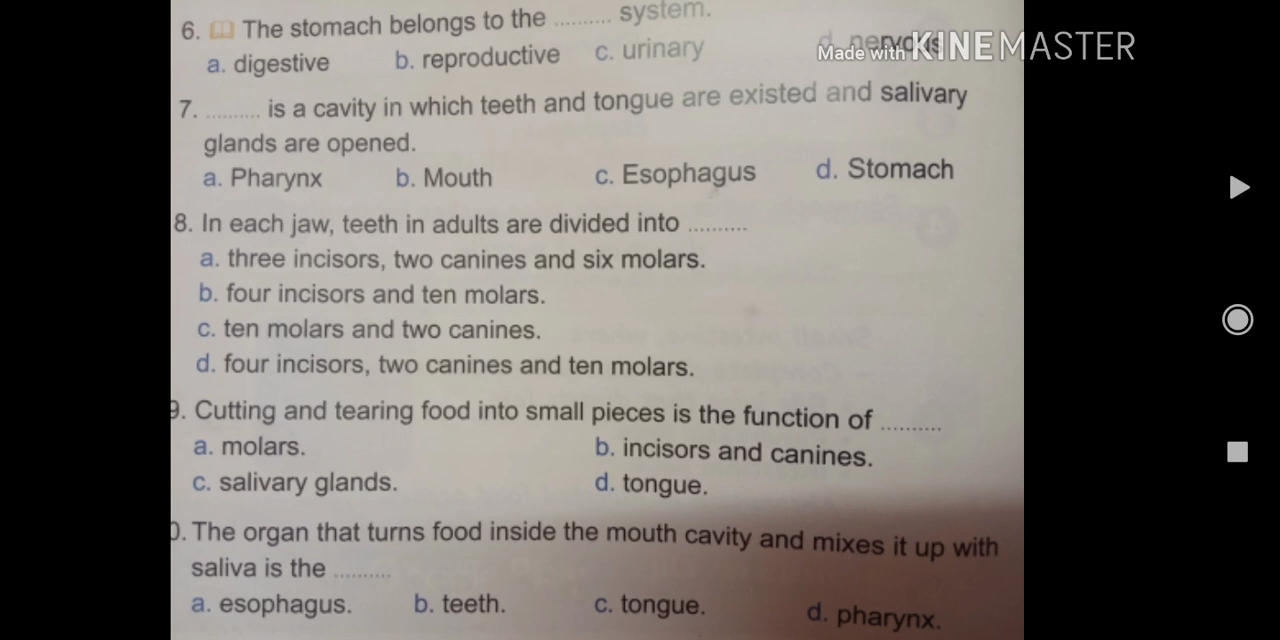 6. The stomach belongs to the .......... system.
a. digestive b. reproductive c. urinary d. nervous
Made with KINEMASTER
7. .......... is a cavity in which teeth and tongue are existed and salivary
glands are opened.
a. Pharynx b. Mouth c. Esophagus d. Stomach
8. In each jaw, teeth in adults are divided into ..........
a. three incisors, two canines and six molars.
b. four incisors and ten molars.
c. ten molars and two canines.
d. four incisors, two canines and ten molars.
9. Cutting and tearing food into small pieces is the function of ..........
a. molars. b. incisors and canines.
c. salivary glands. d. tongue.
0. The organ that turns food inside the mouth cavity and mixes it up with
saliva is the ..........
a. esophagus. b. teeth. c. tongue. d. pharynx.